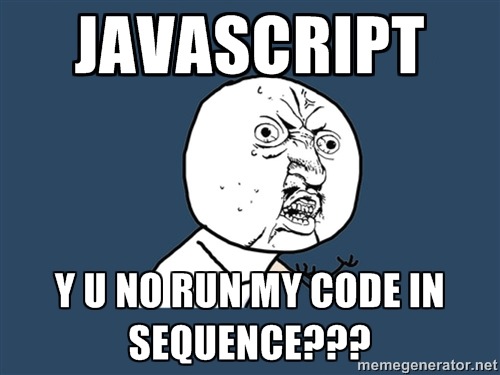 JAVASCRIPT
Y U NO RUN MY CODE IN
SEQUENCE???
memegenerator.net